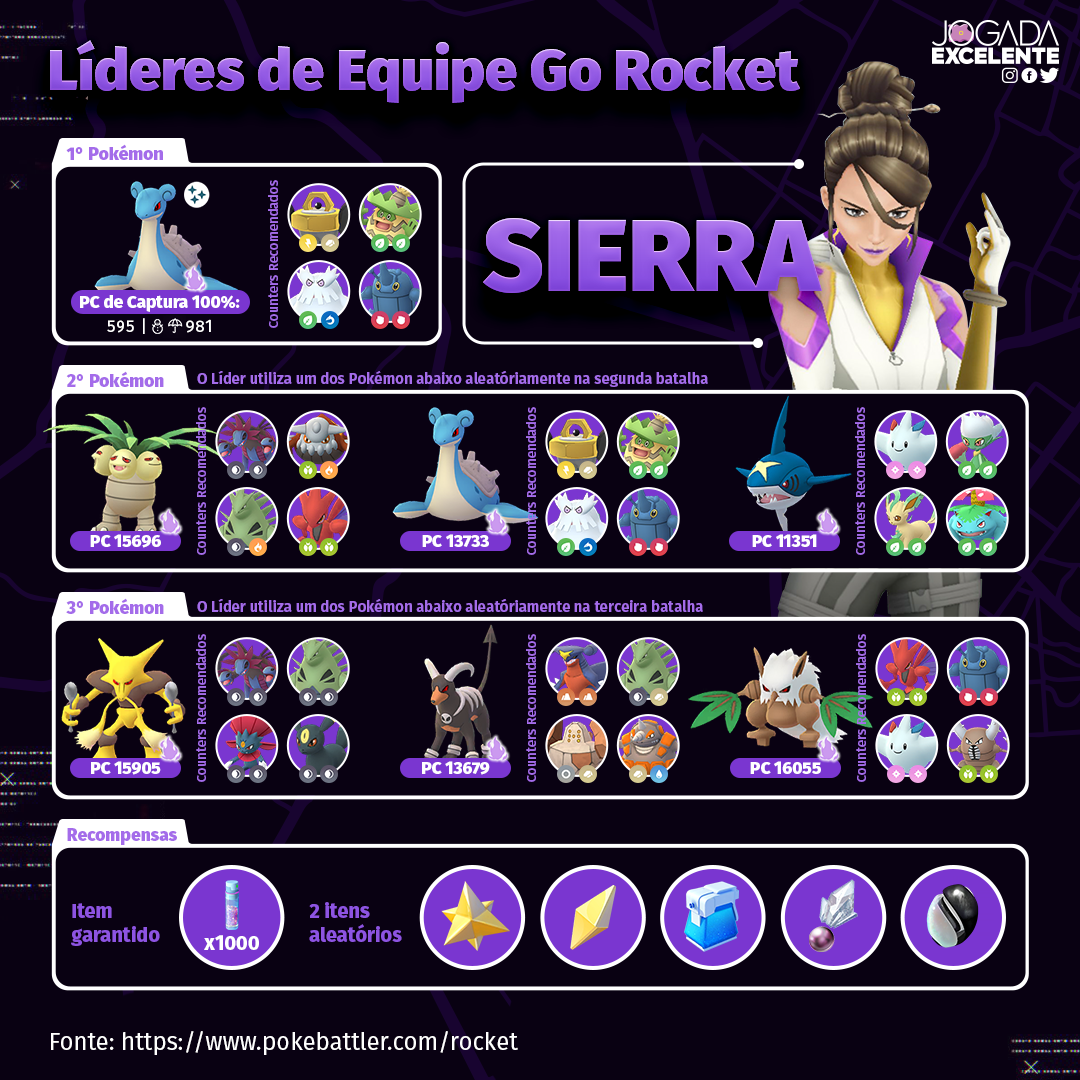 Líderes de Equipe Go Rocket
JOGADA
EXCELENTE
1° Pokémon
Counters Recomendados
PC de Captura 100%:
595 | 981
SIERRA
2° Pokémon
O Líder utiliza um dos Pokémon abaixo aleatóriamente na segunda batalha
Counters Recomendados
PC 15696
Counters Recomendados
PC 13733
Counters Recomendados
PC 11351
3° Pokémon
O Líder utiliza um dos Pokémon abaixo aleatóriamente na terceira batalha
Counters Recomendados
PC 15905
Counters Recomendados
PC 13679
Counters Recomendados
PC 16055
Recompensas
Item
garantido
x1000
2 itens
aleatórios
Fonte: https://www.pokebattler.com/rocket